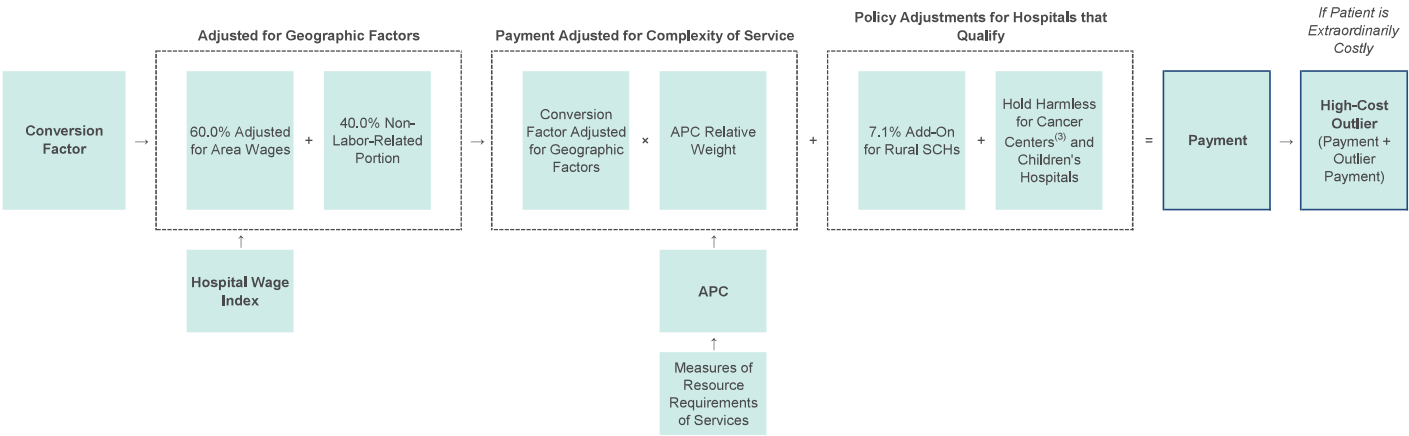 Adjusted for Geographic Factors
Payment Adjusted for Complexity of Service
Policy Adjustments for Hospitals that
Qualify
If Patient is
Extraordinarily
Costly
Conversion
Factor
→
60.0% Adjusted
for Area Wages
+
40.0% Non-
Labor-Related
Portion
→
Conversion
Factor Adjusted
for Geographic
Factors
×
APC Relative
Weight
+
7.1% Add-On
for Rural SCHs
+
Hold Harmless
for Cancer
Centers(3) and
Children's
Hospitals
=
Payment
→
High-Cost
Outlier
(Payment +
Outlier
Payment)
↑
Hospital Wage
Index
↑
APC
↑
Measures of
Resource
Requirements
of Services